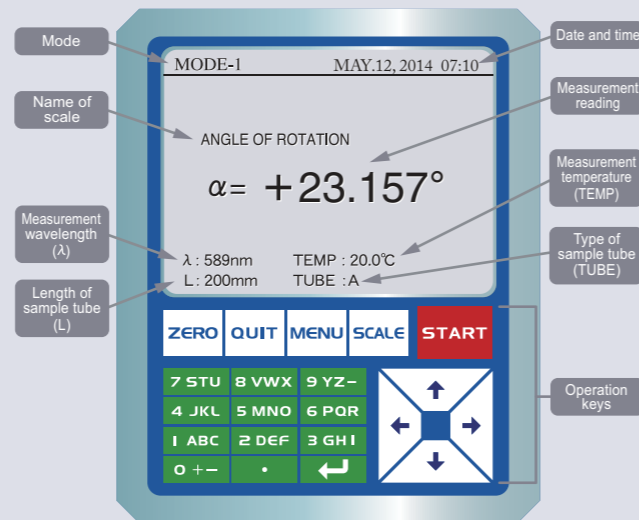 Mode
Date and time
MODE-1 MAY.12, 2014 07:10
Name of
scale
Measurement
reading
ANGLE OF ROTATION
α= +23.157°
Measurement
temperature
(TEMP)
Measurement
wavelength
(λ)
λ : 589nm TEMP : 20.0℃
L : 200mm TUBE : A
Type of
sample tube
(TUBE)
Length of
sample tube
(L)
ZERO QUIT MENU SCALE START
7 STU 8 VWX 9 YZ–
4 JKL 5 MNO 6 PQR
1 ABC 2 DEF 3 GHI
0 +– ·
Operation
keys